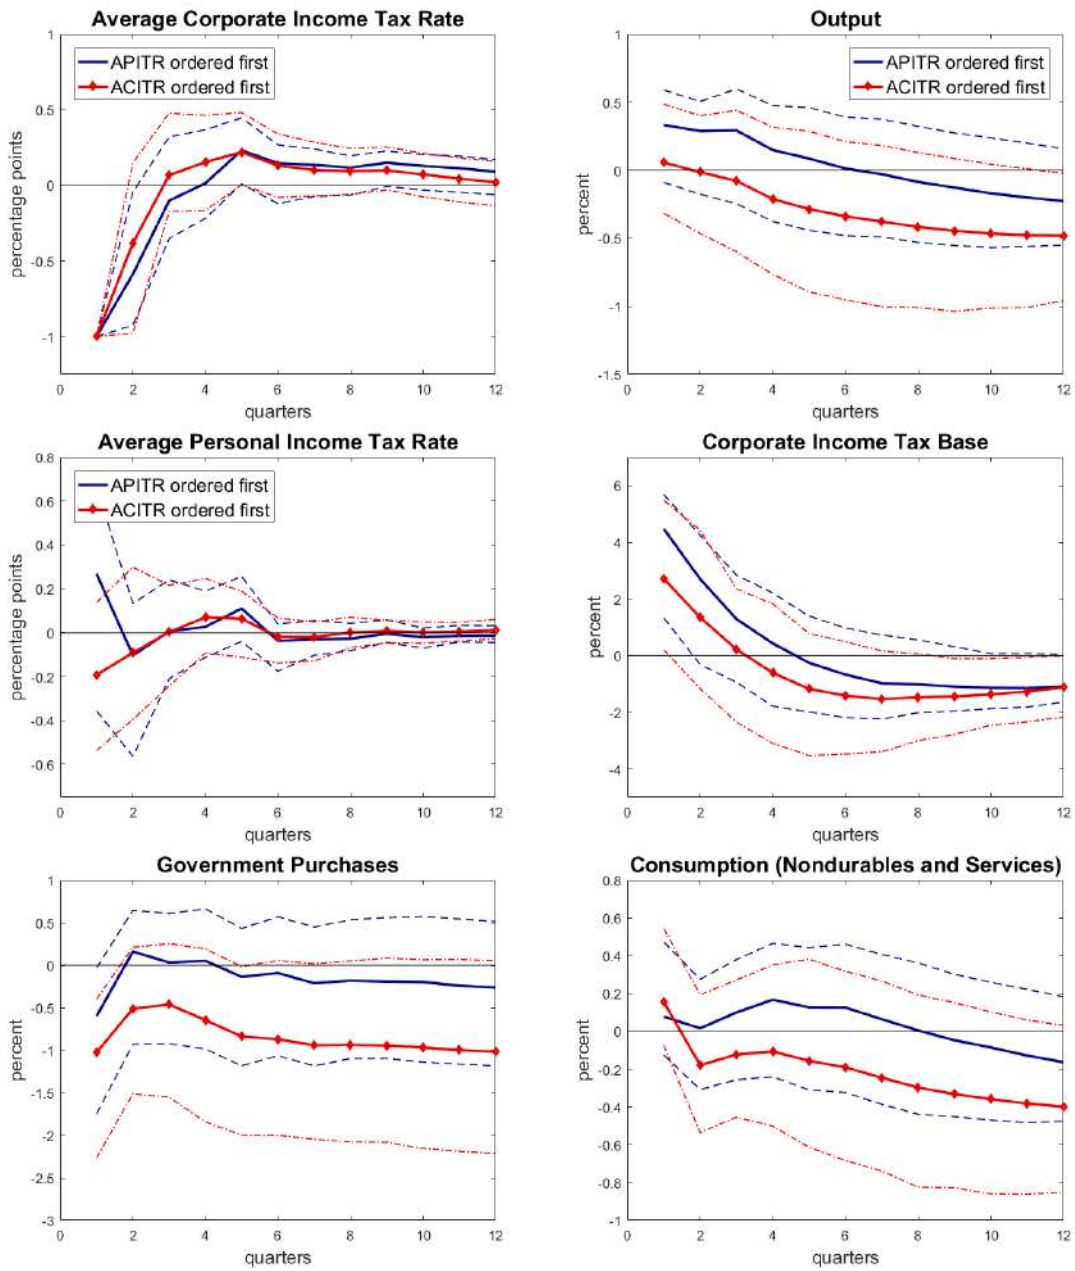 Average Corporate Income Tax Rate
1
0.5
0
-0.5
-1
percentage points
APITR ordered first
ACITR ordered first
0 2 4 6 8 10 12
quarters
Output
1
0.5
0
-0.5
-1
-1.5
percent
APITR ordered first
ACITR ordered first
0 2 4 6 8 10 12
quarters
Average Personal Income Tax Rate
0.8
0.6
0.4
0.2
0
-0.2
-0.4
-0.6
percentage points
APITR ordered first
ACITR ordered first
0 2 4 6 8 10 12
quarters
Corporate Income Tax Base
6
4
2
0
-2
-4
percent
0 2 4 6 8 10 12
quarters
Government Purchases
1
0.5
0
-0.5
-1
-1.5
-2
-2.5
-3
percent
0 2 4 6 8 10 12
quarters
Consumption (Nondurables and Services)
0.8
0.6
0.4
0.2
0
-0.2
-0.4
-0.6
-0.8
-1
percent
0 2 4 6 8 10 12
quarters